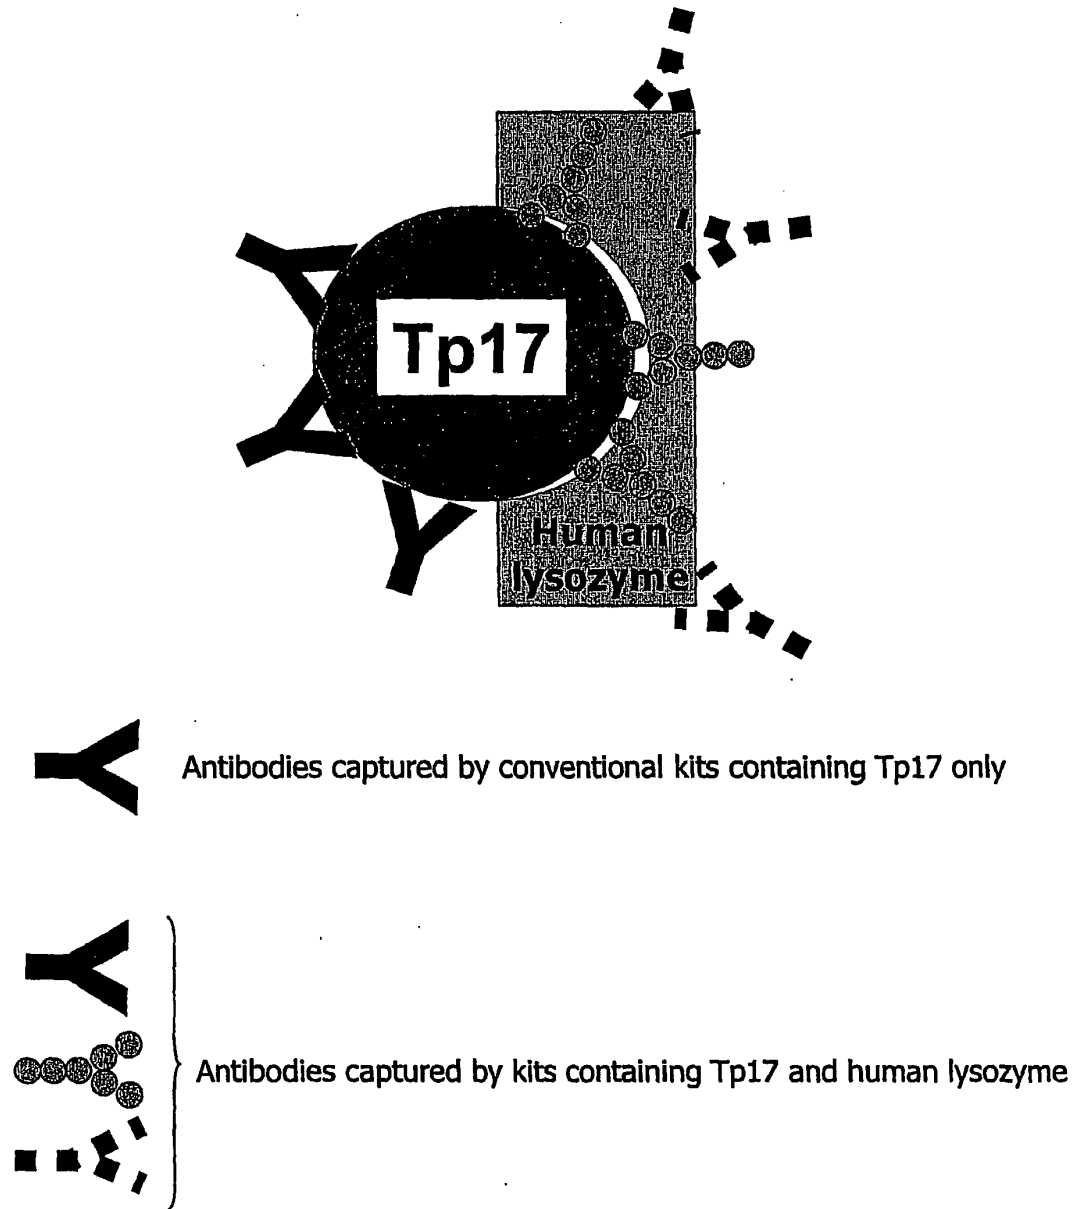 Tp17
Human
lysozyme
Antibodies captured by conventional kits containing Tp17 only
Antibodies captured by kits containing Tp17 and human lysozyme